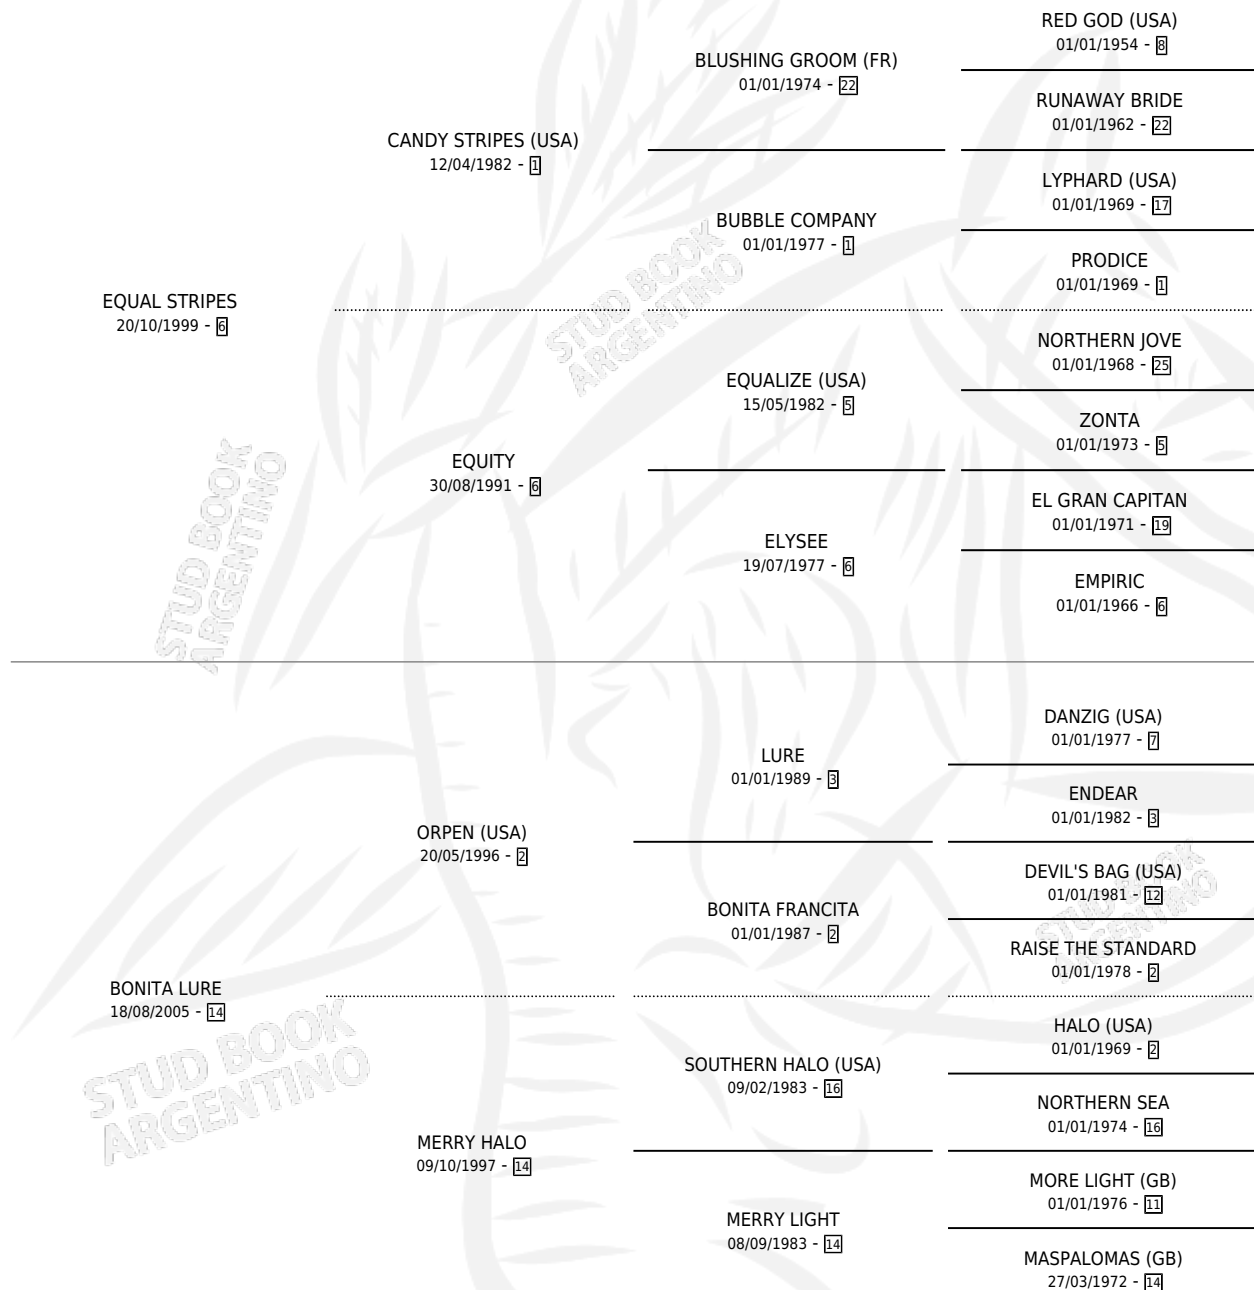 RED GOD (USA)
01/01/1954 - 8
BLUSHING GROOM (FR)
01/01/1974 - 22
RUNAWAY BRIDE
01/01/1962 - 22
CANDY STRIPES (USA)
12/04/1982 - 1
LYPHARD (USA)
01/01/1969 - 17
BUBBLE COMPANY
01/01/1977 - 1
PRODICE
01/01/1969 - 1
EQUAL STRIPES
20/10/1999 - 6
NORTHERN JOVE
01/01/1968 - 25
EQUALIZE (USA)
15/05/1982 - 5
ZONTA
01/01/1973 - 5
EQUITY
30/08/1991 - 6
EL GRAN CAPITAN
01/01/1971 - 19
ELYSEE
19/07/1977 - 6
EMPIRIC
01/01/1966 - 6
STUD BOOK
ARGENTINO
STUD BOOK
ARGENTINO
DANZIG (USA)
01/01/1977 - 7
LURE
01/01/1989 - 3
ENDEAR
01/01/1982 - 3
ORPEN (USA)
20/05/1996 - 2
DEVIL'S BAG (USA)
01/01/1981 - 12
BONITA FRANCITA
01/01/1987 - 2
RAISE THE STANDARD
01/01/1978 - 2
BONITA LURE
18/08/2005 - 14
HALO (USA)
01/01/1969 - 2
SOUTHERN HALO (USA)
09/02/1983 - 16
NORTHERN SEA
01/01/1974 - 16
MERRY HALO
09/10/1997 - 14
MORE LIGHT (GB)
01/01/1976 - 11
MERRY LIGHT
08/09/1983 - 14
MASPALOMAS (GB)
27/03/1972 - 14
STUD BOOK
ARGENTINO
STUD BOOK
ARGENTINO